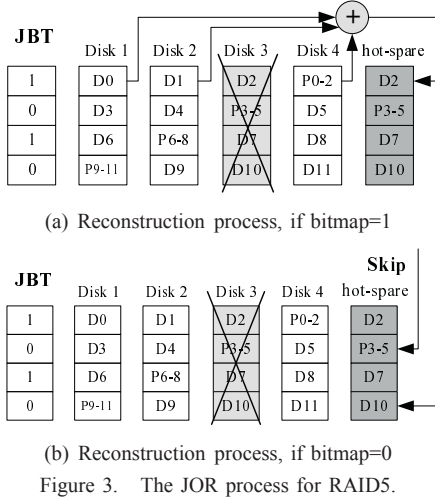 JBT Disk 1 Disk 2 Disk 3 Disk 4 hot-spare
+
1 D0 D1 D2 P0-2 D2
0 D3 D4 P3-5 D5 P3-5
1 D6 P6-8 D7 D8 D7
0 P9-11 D9 D10 D11 D10
(a) Reconstruction process, if bitmap=1
JBT Disk 1 Disk 2 Disk 3 Disk 4 Skip
hot-spare
1 D0 D1 D2 P0-2 D2
0 D3 D4 P3-5 D5 P3-5
1 D6 P6-8 D7 D8 D7
0 P9-11 D9 D10 D11 D10
(b) Reconstruction process, if bitmap=0
Figure 3. The JOR process for RAID5.